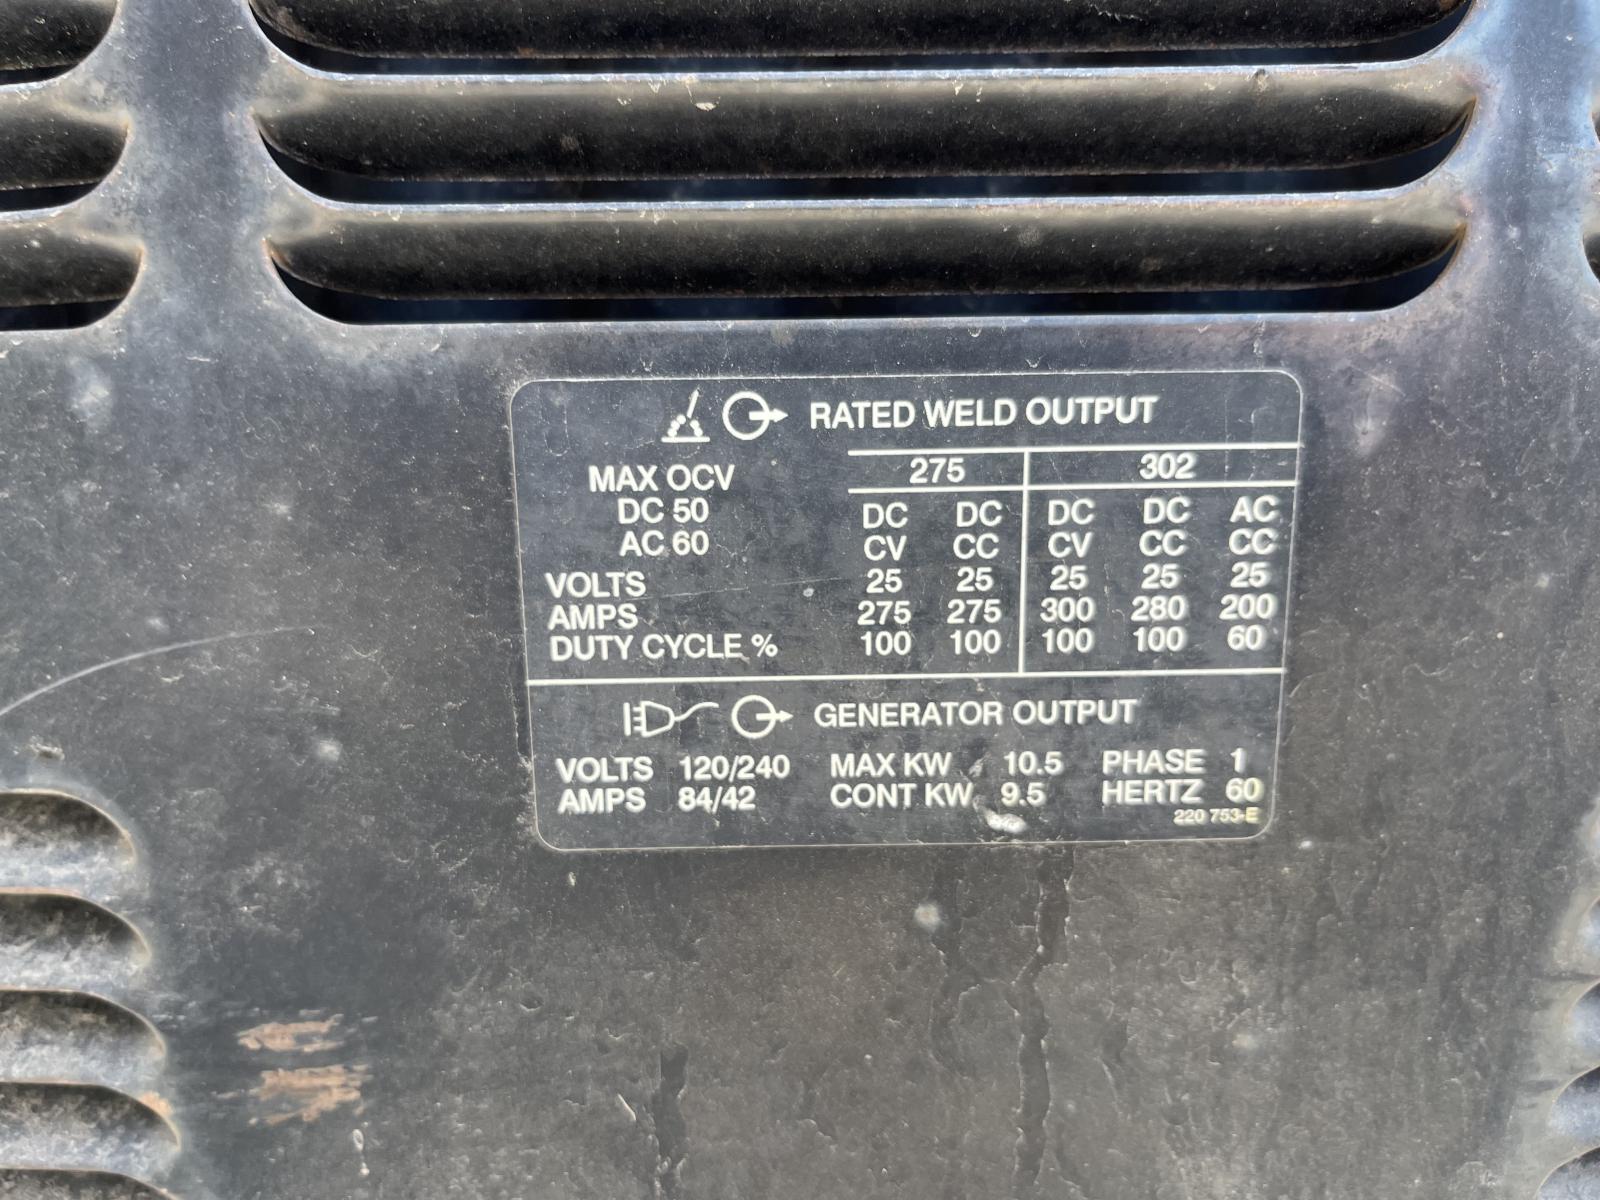 RATED WELD OUTPUT
MAX OCV 275 302
DC 50 DC DC DC DC AC
AC 60 CV CC CV CC CC
VOLTS 25 25 25 25 25
AMPS 275 275 300 280 200
DUTY CYCLE % 100 100 100 100 60
GENERATOR OUTPUT
VOLTS 120/240 MAX KW 10.5 PHASE 1
AMPS 84/42 CONT KW 9.5 HERTZ 60
220 753-E